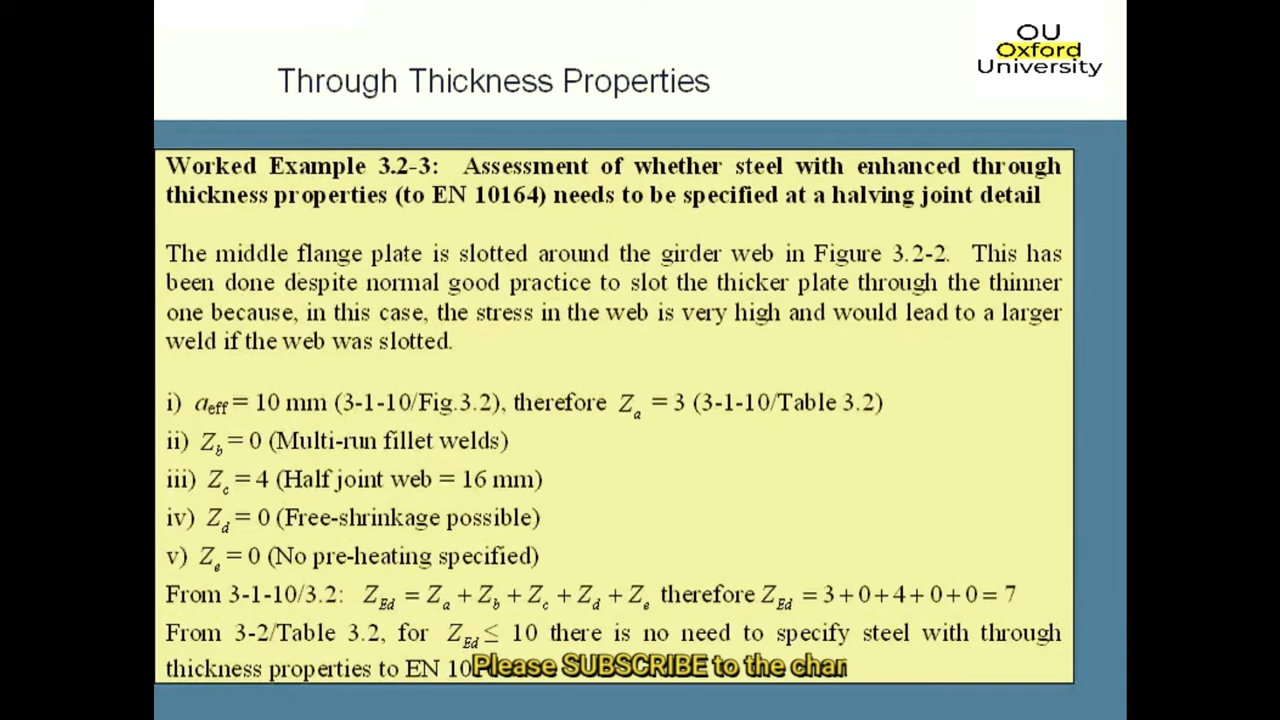 OU
Oxford
University
Through Thickness Properties
Worked Example 3.2-3: Assessment of whether steel with enhanced through
thickness properties (to EN 10164) needs to be specified at a halving joint detail
The middle flange plate is slotted around the girder web in Figure 3.2-2. This has
been done despite normal good practice to slot the thicker plate through the thinner
one because, in this case, the stress in the web is very high and would lead to a larger
weld if the web was slotted.
i) aeff = 10 mm (3-1-10/Fig.3.2), therefore Za = 3 (3-1-10/Table 3.2)
ii) Zb = 0 (Multi-run fillet welds)
iii) Zc = 4 (Half joint web = 16 mm)
iv) Zd = 0 (Free-shrinkage possible)
v) Ze = 0 (No pre-heating specified)
From 3-1-10/3.2: ZEd = Za + Zb + Zc + Zd + Ze therefore ZEd = 3 + 0 + 4 + 0 + 0 = 7
From 3-2/Table 3.2, for ZEd ≤ 10 there is no need to specify steel with through
thickness properties to EN 10
Please SUBSCRIBE to the chan